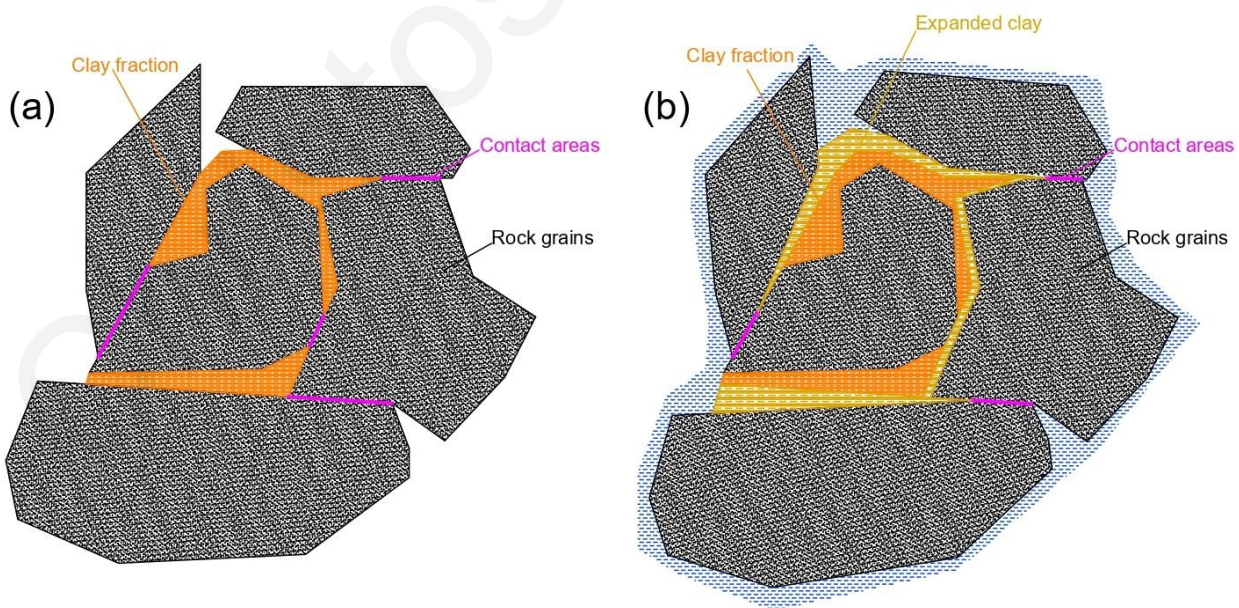 (a)
Clay fraction
Contact areas
Rock grains
(b)
Expanded clay
Clay fraction
Contact areas
Rock grains